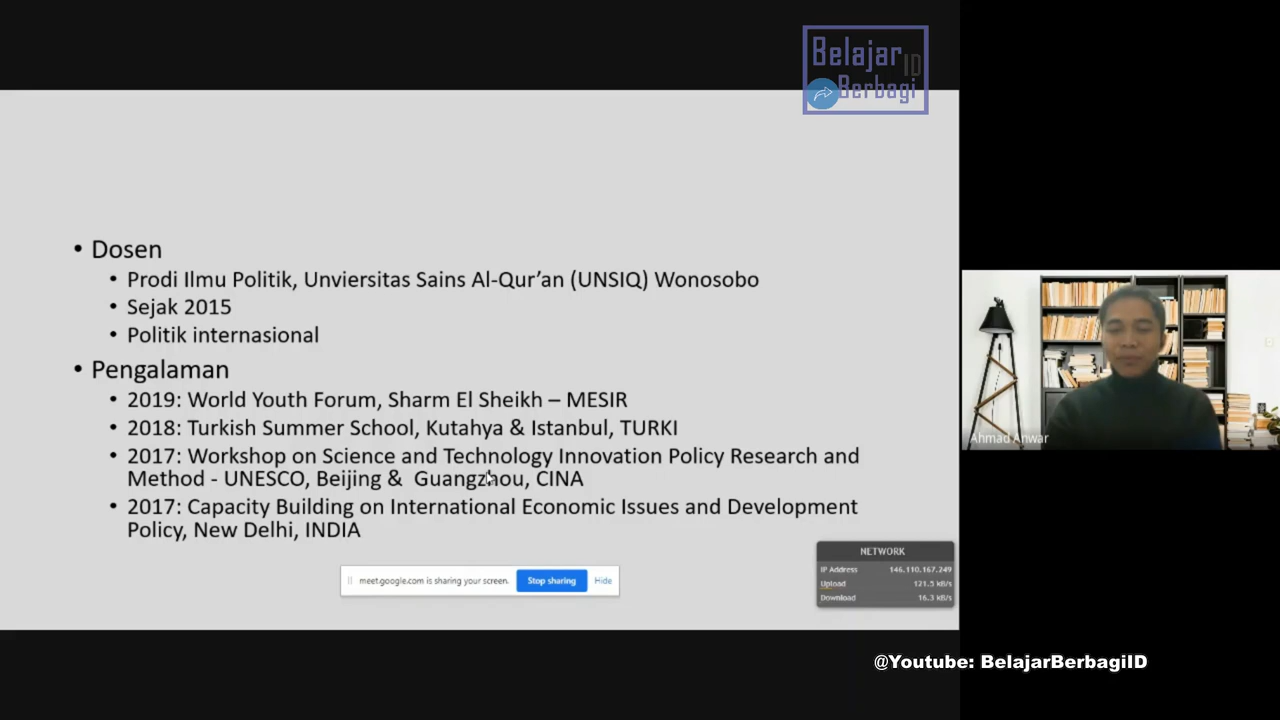 Belajar ID
Berbagi
• Dosen
• Prodi Ilmu Politik, Unviersitas Sains Al-Qur’an (UNSIQ) Wonosobo
• Sejak 2015
• Politik internasional
• Pengalaman
• 2019: World Youth Forum, Sharm El Sheikh – MESIR
• 2018: Turkish Summer School, Kutahya & Istanbul, TURKI
• 2017: Workshop on Science and Technology Innovation Policy Research and
Method - UNESCO, Beijing & Guangzhou, CINA
• 2017: Capacity Building on International Economic Issues and Development
Policy, New Delhi, INDIA
Ahmad Anwar
meet.google.com is sharing your screen. Stop sharing Hide
NETWORK
IP Address 146.110.167.249
Upload 121.5 kB/s
Download 16.3 kB/s
@Youtube: BelajarBerbagiID